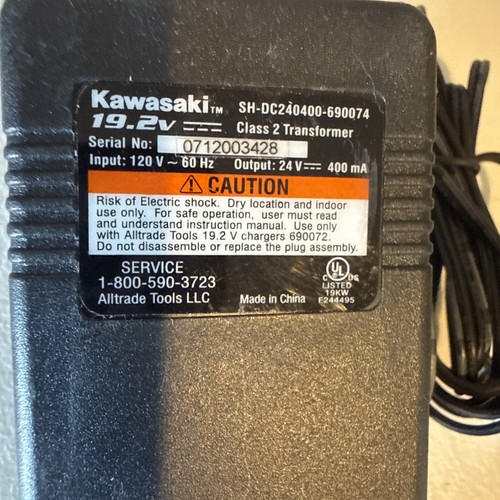 Kawasaki™ SH-DC240400-690074
19.2V ⎓ Class 2 Transformer
Serial No: 0712003428
Input: 120 V ~ 60 Hz Output: 24 V ⎓ 400 mA
⚠ CAUTION
Risk of Electric shock. Dry location and indoor
use only. For safe operation, user must read
and understand instruction manual. Use only
with Alltrade Tools 19.2 V chargers 690072.
Do not disassemble or replace the plug assembly.
SERVICE
1-800-590-3723
Alltrade Tools LLC
Made in China
C UL US
LISTED
19KW
E244495